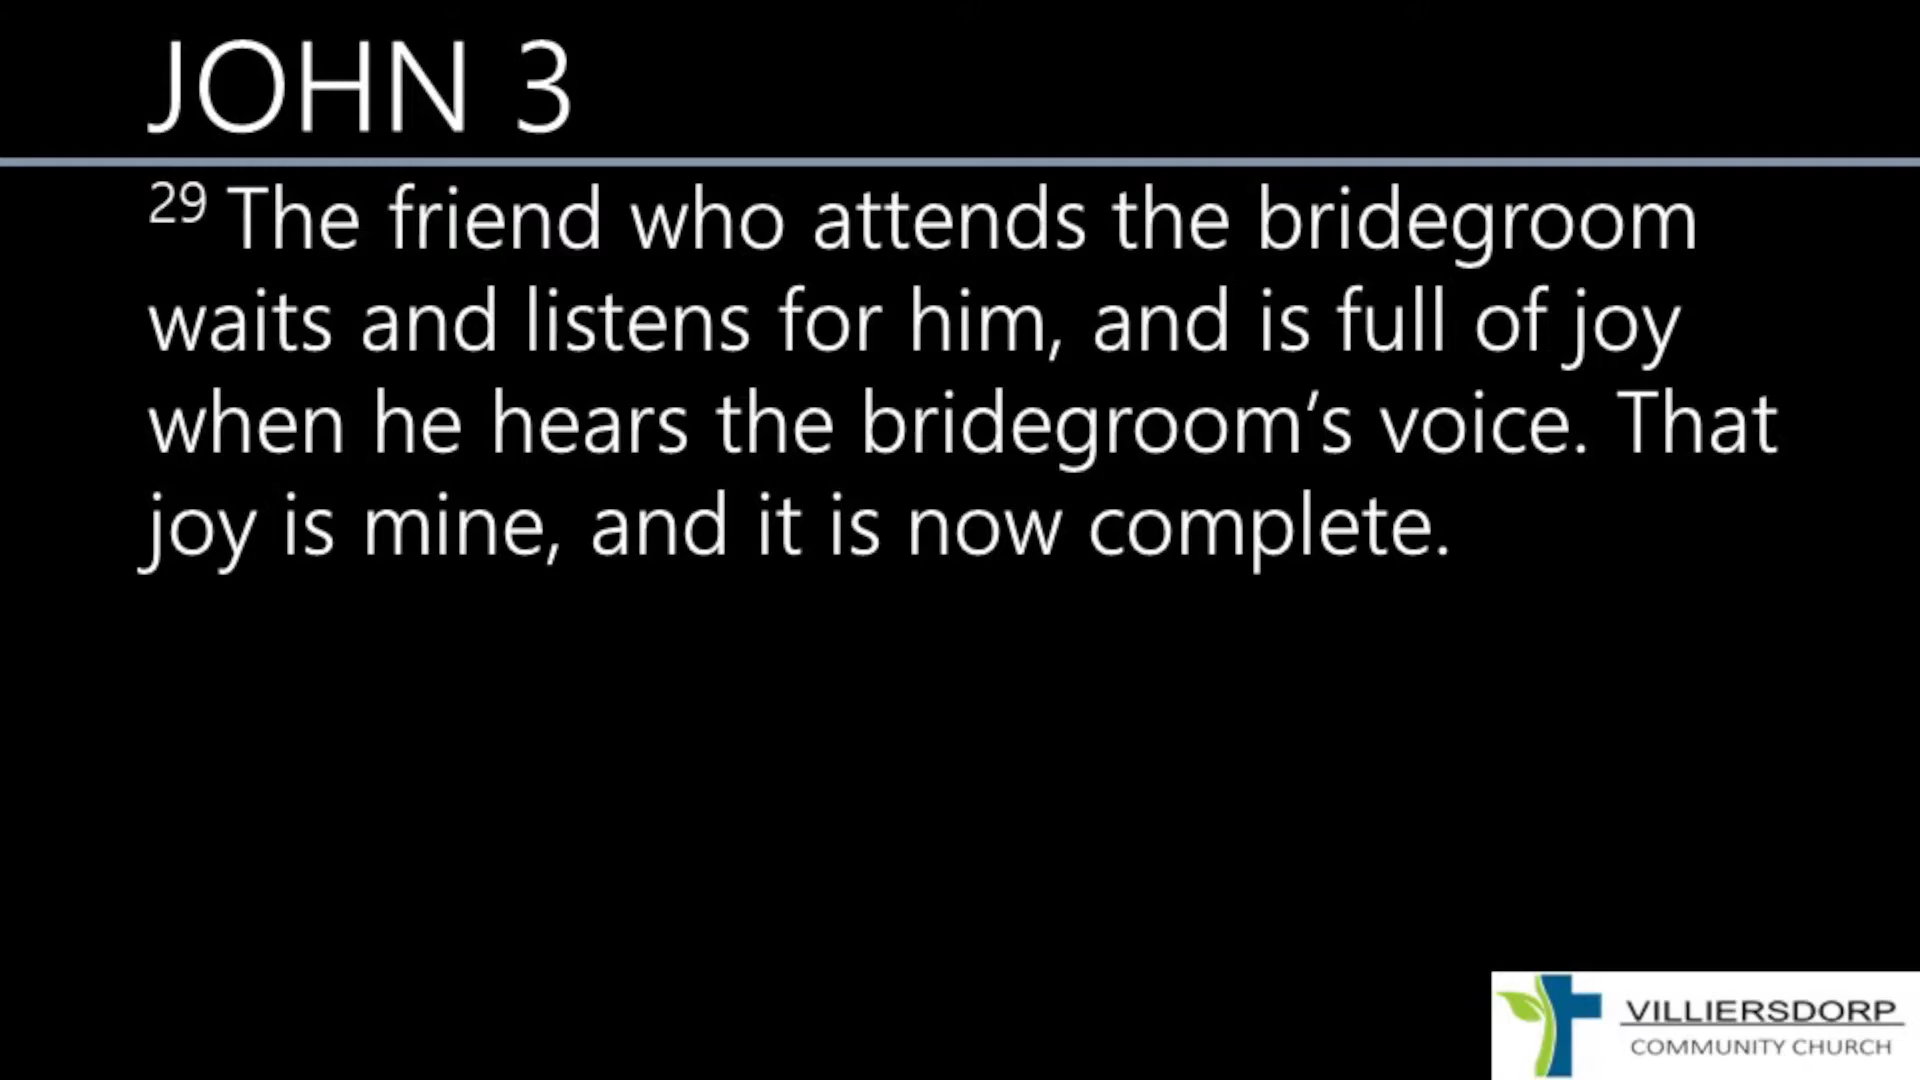 JOHN 3
29 The friend who attends the bridegroom
waits and listens for him, and is full of joy
when he hears the bridegroom’s voice. That
joy is mine, and it is now complete.
VILLIERSDORP
COMMUNITY CHURCH